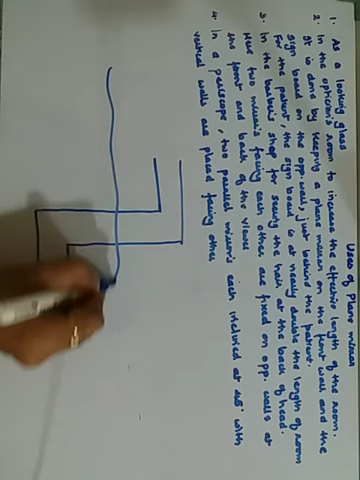 Uses of Plane mirrors
1. As a looking glass
2. In the optician's room to increase the effective length of the room.
It is done by keeping a plane mirror on the front wall and the
sign board on the opp. wall, just behind the patient.
For the patient, the sign board is at nearly double the length of room
3. In the barbers shop for seeing the hair at the back of head.
Here two mirrors facing each other are fixed on opp. walls at
the front and back of the viewer
4. In a periscope, two parallel mirrors each inclined at 45° with
vertical walls are placed facing other